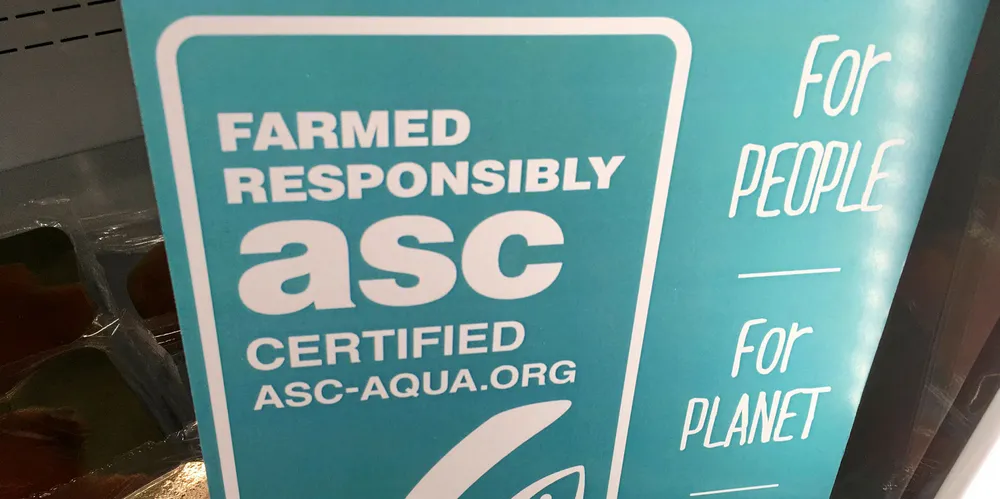 FARMED
RESPONSIBLY
asc
CERTIFIED
ASC-AQUA.ORG
For
PEOPLE
For
PLANET